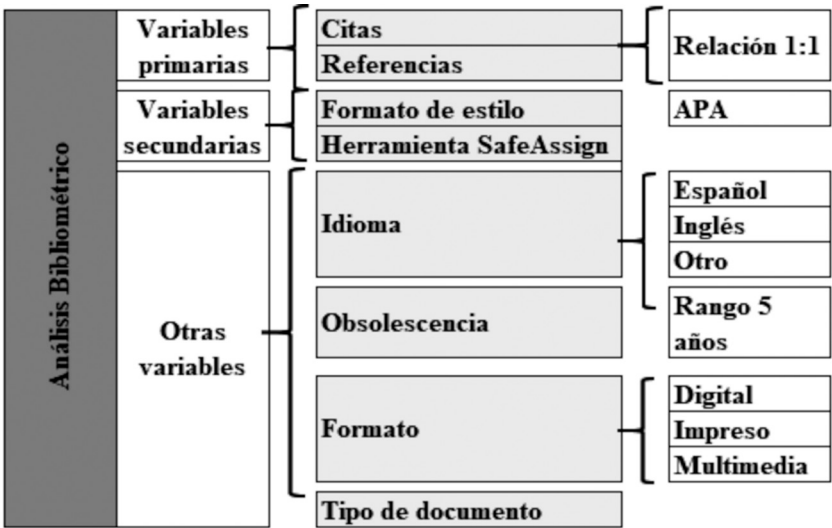 Análisis Bibliométrico
Variables
primarias
Citas
Referencias
Relación 1:1
Variables
secundarias
Formato de estilo
Herramienta SafeAssign
APA
Otras
variables
Idioma
Español
Inglés
Otro
Obsolescencia
Rango 5
años
Formato
Digital
Impreso
Multimedia
Tipo de documento